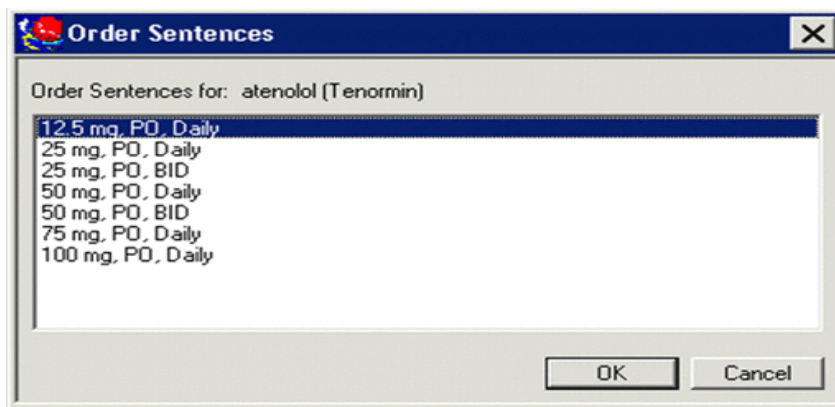 Order Sentences
Order Sentences for: atenolol (Tenormin)
12.5 mg, PO, Daily
25 mg, PO, Daily
25 mg, PO, BID
50 mg, PO, Daily
50 mg, PO, BID
75 mg, PO, Daily
100 mg, PO, Daily
OK Cancel